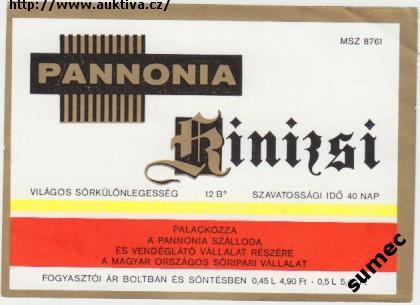 http://www.auktiva.cz/
MSZ 8761
PANNONIA
Kinizsi
VILÁGOS SÖRKÜLÖNLEGESSÉG 12 B° SZAVATOSSÁGI IDŐ 40 NAP
PALACKOZZA
A PANNONIA SZÁLLODA
ÉS VENDÉGLÁTÓ VÁLLALAT RÉSZÉRE
A MAGYAR ORSZÁGOS SÖRIPARI VÁLLALAT
FOGYASZTÓI ÁR BOLTBAN ÉS SÖNTÉSBEN 0,45 L 4,90 Ft - 0,5 L
sumec